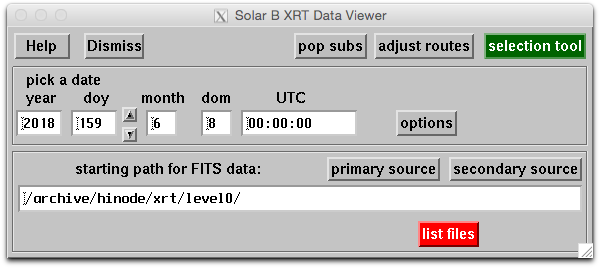 Solar B XRT Data Viewer
Help Dismiss pop subs adjust routes selection tool
pick a date
year doy month dom UTC
2018 159 6 8 00:00:00 options
starting path for FITS data: primary source secondary source
/archive/hinode/xrt/level0/
list files